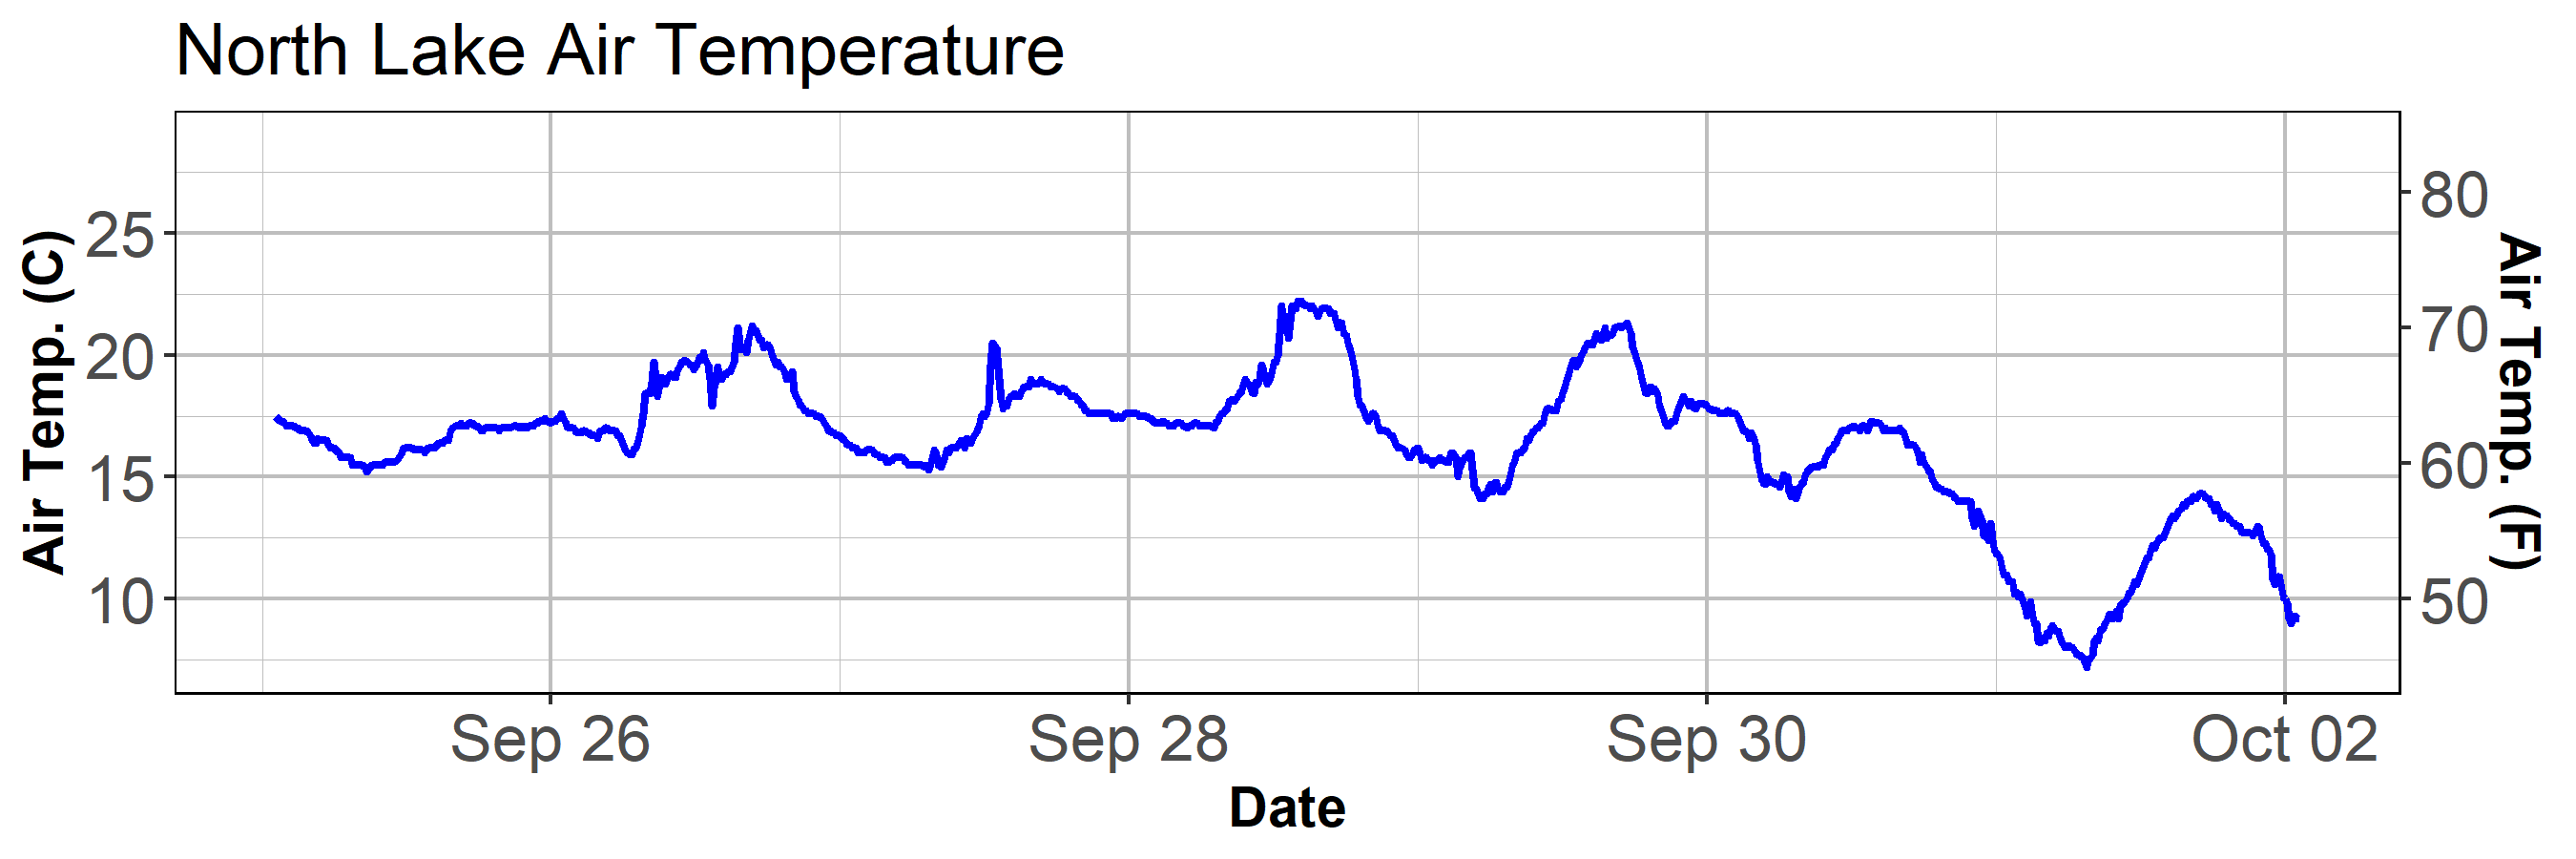 North Lake Air Temperature
Air Temp. (C)
25
20
15
10
80
70
60
50
Air Temp. (F)
Sep 26
Sep 28
Sep 30
Oct 02
Date